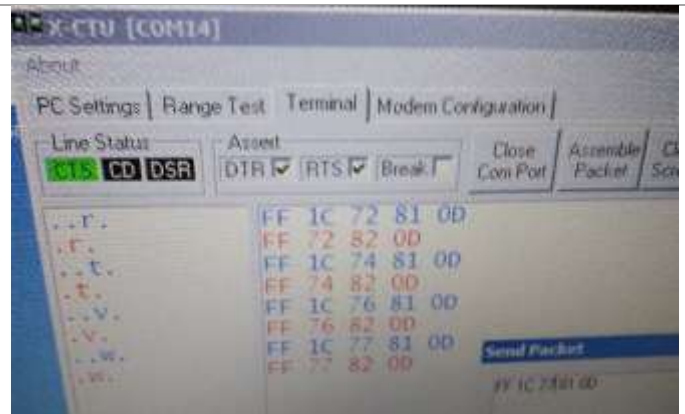 X-CTU [COM14]
About
PC Settings Range Test Terminal Modem Configuration
Line Status Assert
CTS CD DSR DTR RTS Break Close Com Port Assemble Packet
..r. FF 1C 72 81 0D
.r. FF 72 82 0D
..t. FF 1C 74 81 0D
.t. FF 74 82 0D
..v. FF 1C 76 81 0D
.v. FF 76 82 0D
..w. FF 1C 77 81 0D
.w. FF 77 82 0D
Send Packet
FF 1C